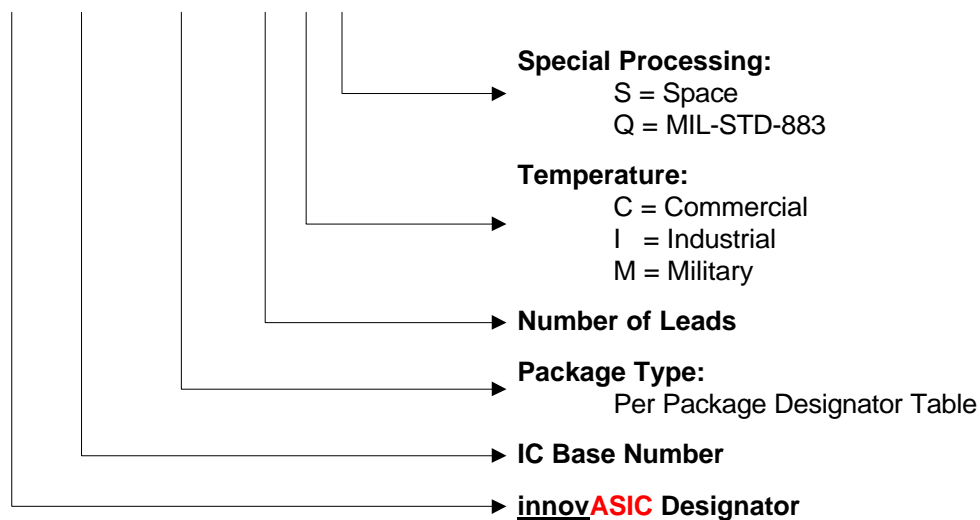 Special Processing:
S = Space
Q = MIL-STD-883
Temperature:
C = Commercial
I = Industrial
M = Military
Number of Leads
Package Type:
Per Package Designator Table
IC Base Number
innovASIC Designator